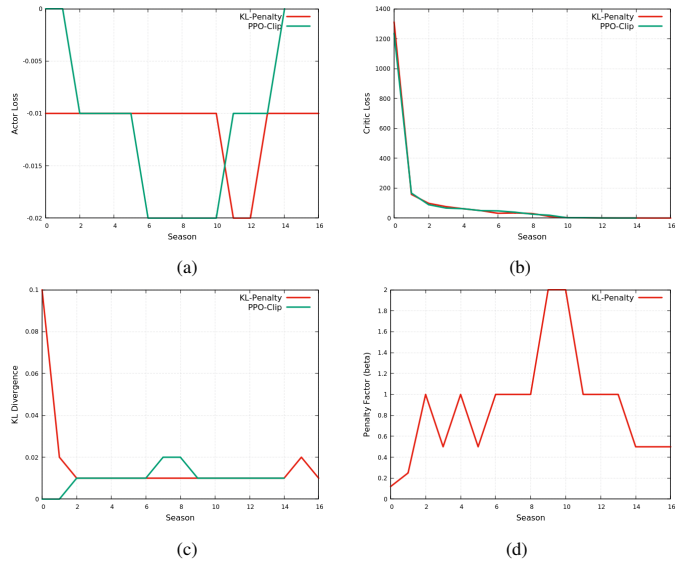 0
-0.005
-0.01
-0.015
-0.02
0 2 4 6 8 10 12 14 16
Actor Loss
Season
KL-Penalty
PPO-Clip
(a)
1400
1200
1000
800
600
400
200
0
0 2 4 6 8 10 12 14 16
Critic Loss
Season
KL-Penalty
PPO-Clip
(b)
0.1
0.08
0.06
0.04
0.02
0
0 2 4 6 8 10 12 14 16
KL Divergence
Season
KL-Penalty
PPO-Clip
(c)
2
1.8
1.6
1.4
1.2
1
0.8
0.6
0.4
0.2
0
0 2 4 6 8 10 12 14 16
Penalty Factor (beta)
Season
KL-Penalty
(d)